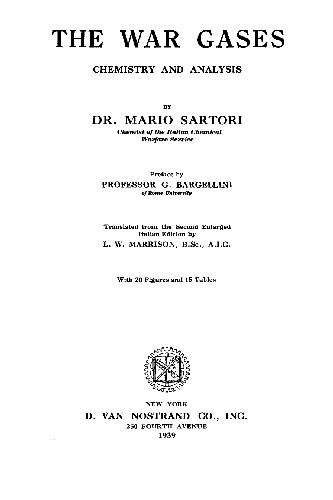 THE WAR GASES
CHEMISTRY AND ANALYSIS
BY
DR. MARIO SARTORI
Chemist of the Italian Chemical
Warfare Service
Preface by
PROFESSOR G. BARGELLINI
of Rome University
Translated from the Second Enlarged
Italian Edition by
L. W. MARRISON, B.Sc., A.I.C.
With 20 Figures and 15 Tables
NEW YORK
D. VAN NOSTRAND CO., INC.
250 FOURTH AVENUE
1939